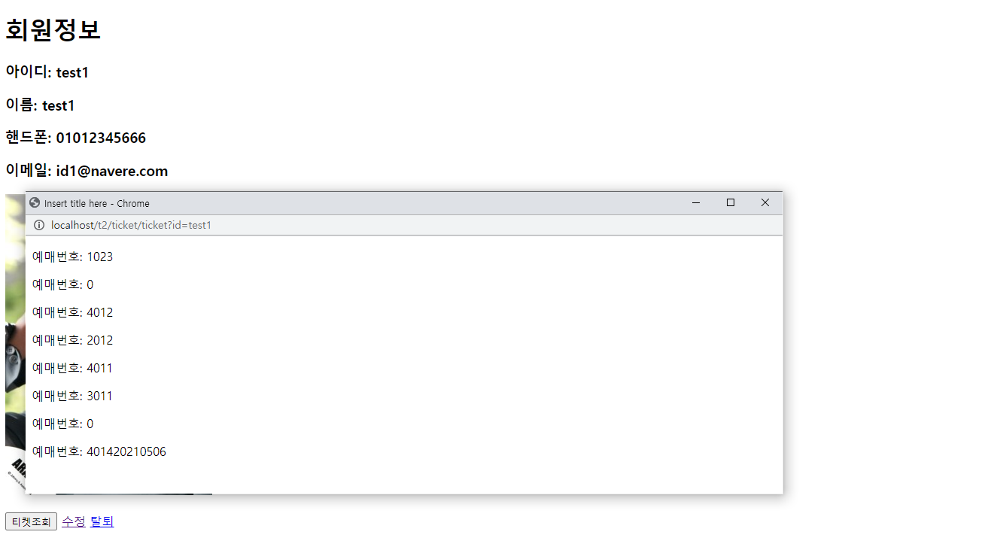 회원정보
아이디: test1
이름: test1
핸드폰: 01012345666
이메일: id1@navere.com
Insert title here - Chrome
localhost/t2/ticket/ticket?id=test1
예매번호: 1023
예매번호: 0
예매번호: 4012
예매번호: 2012
예매번호: 4011
예매번호: 3011
예매번호: 0
예매번호: 401420210506
티켓조회 수정 탈퇴